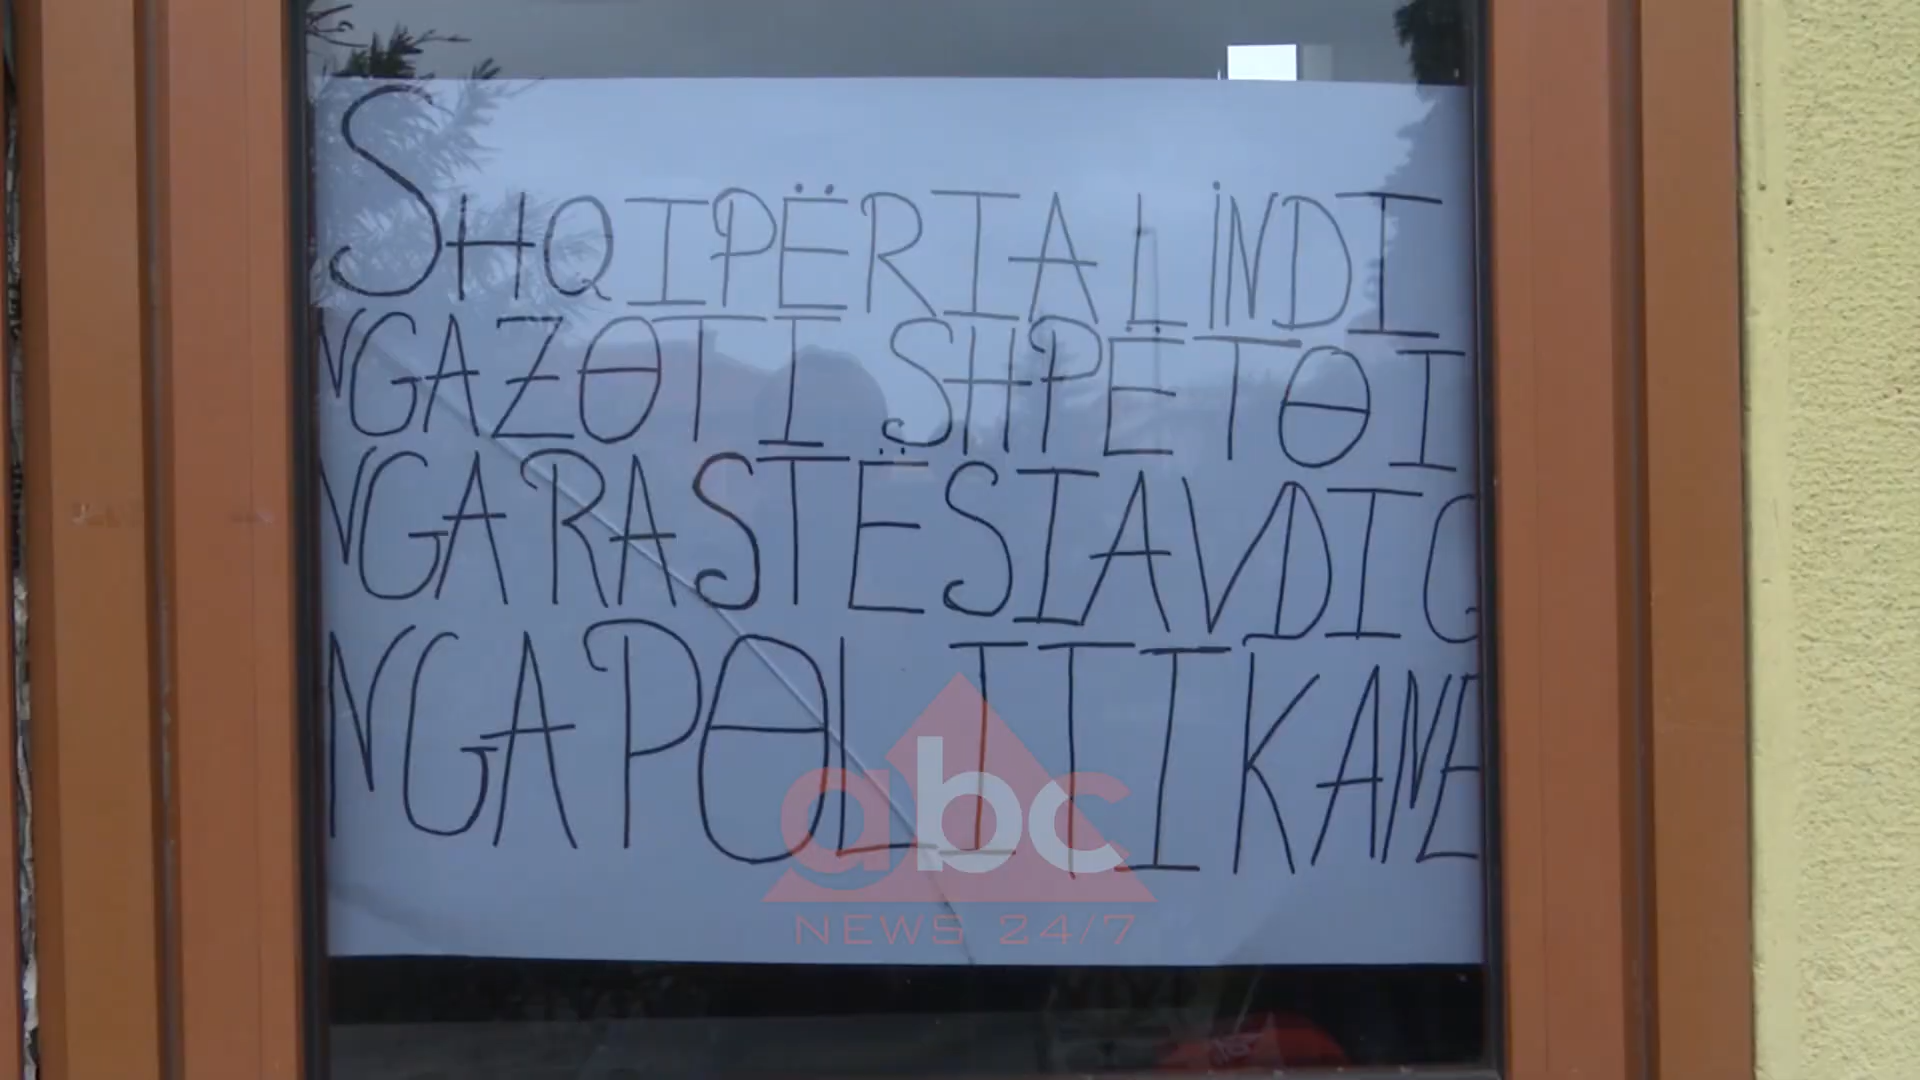 SHQIPËRIA LINDI
NGA ZOTI SHPËTOI
NGA RASTËSIA VDIQ
NGA POLITIKANË
abc
NEWS 24/7